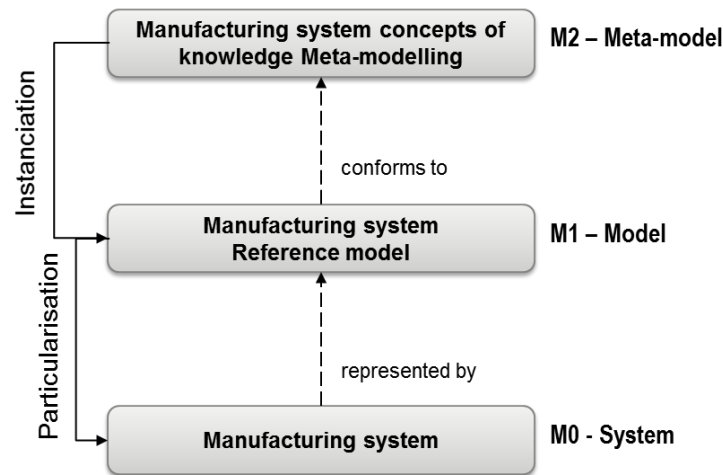 Manufacturing system concepts of
knowledge Meta-modelling
M2 – Meta-model
Instanciation
conforms to
Manufacturing system
Reference model
M1 – Model
Particularisation
represented by
Manufacturing system
M0 - System